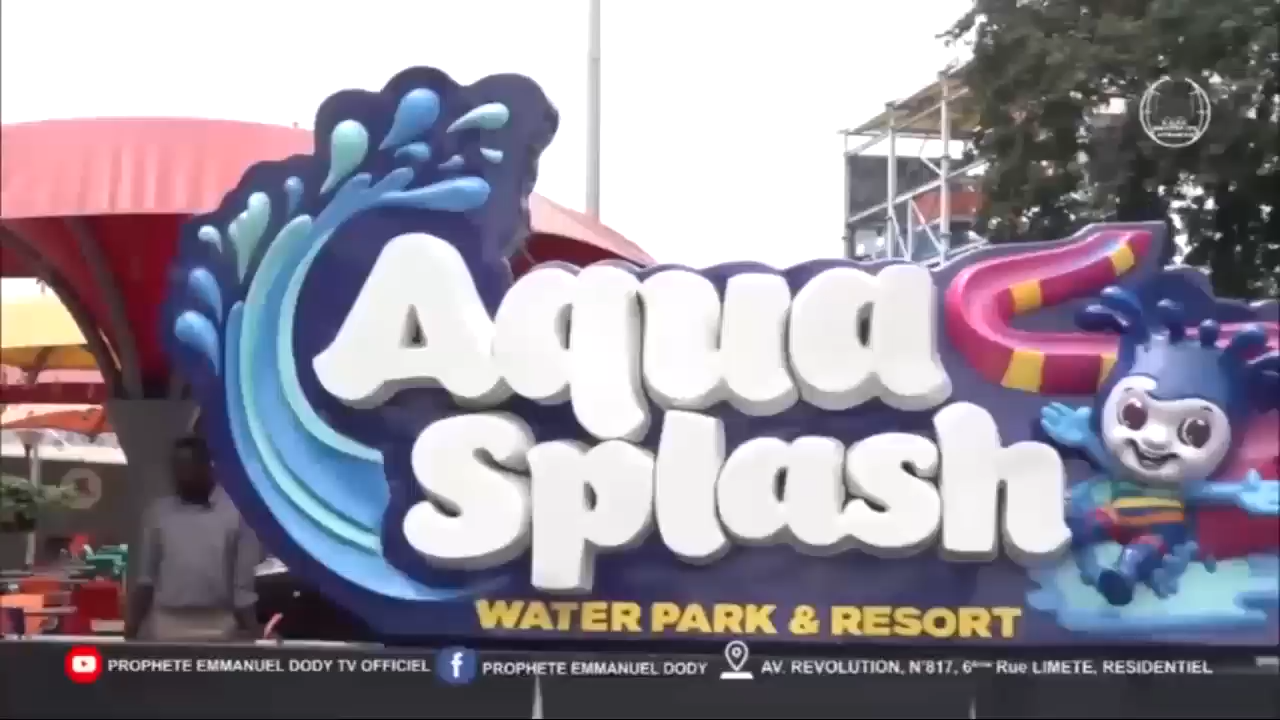 Aqua
Splash
WATER PARK & RESORT
PROPHETE EMMANUEL DODY TV OFFICIEL PROPHETE EMMANUEL DODY AV. REVOLUTION, N°817, 6ème Rue LIMETE, RESIDENTIEL